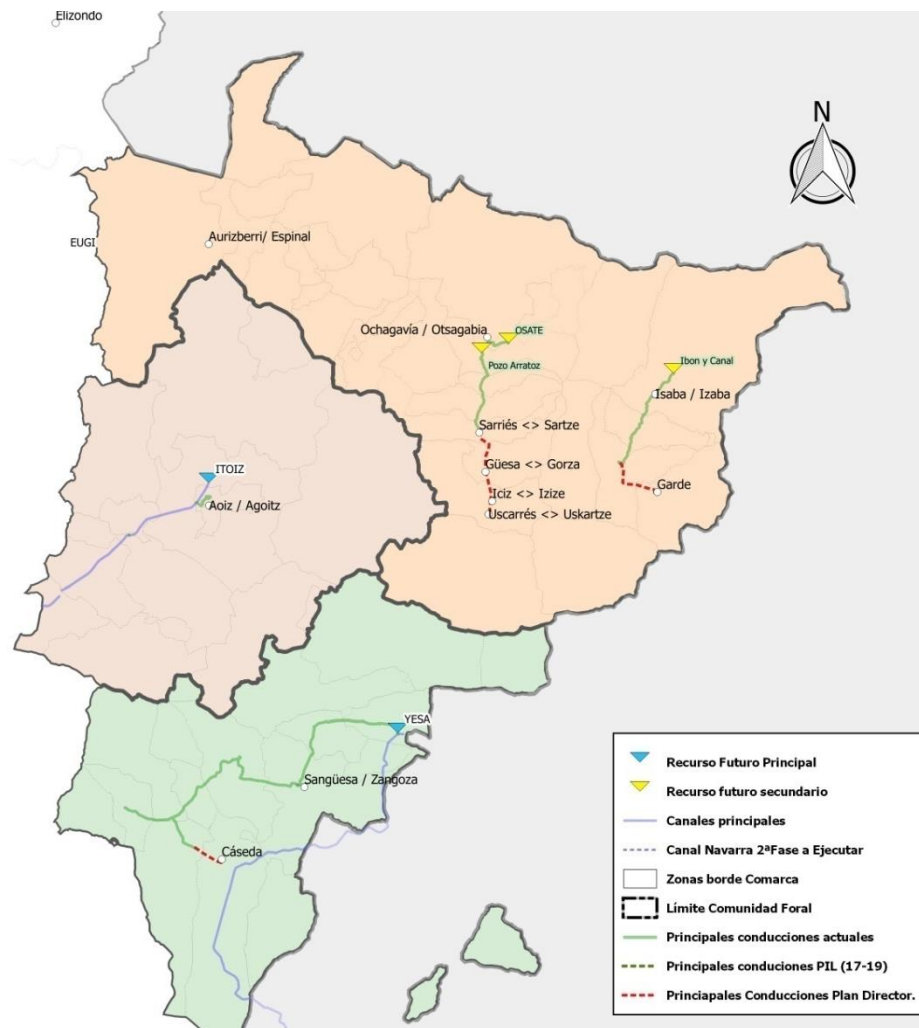 Elizondo
N
EUGI
Aurizberri/ Espinal
Ochagavía / Otsagabia
OSATE
Pozo Arratoz
Ibon y Canal
Isaba / Izaba
Sarriés <> Sartze
Güesa <> Gorza
Garde
Iciz <> Izize
Uscarrés <> Uskartze
ITOIZ
Aoiz / Agoitz
YESA
Sangüesa / Zangoza
Cáseda
Recurso Futuro Principal
Recurso futuro secundario
Canales principales
Canal Navarra 2ªFase a Ejecutar
Zonas borde Comarca
Límite Comunidad Foral
Principales conducciones actuales
Principales conduciones PIL (17-19)
Princiapales Conducciones Plan Director.